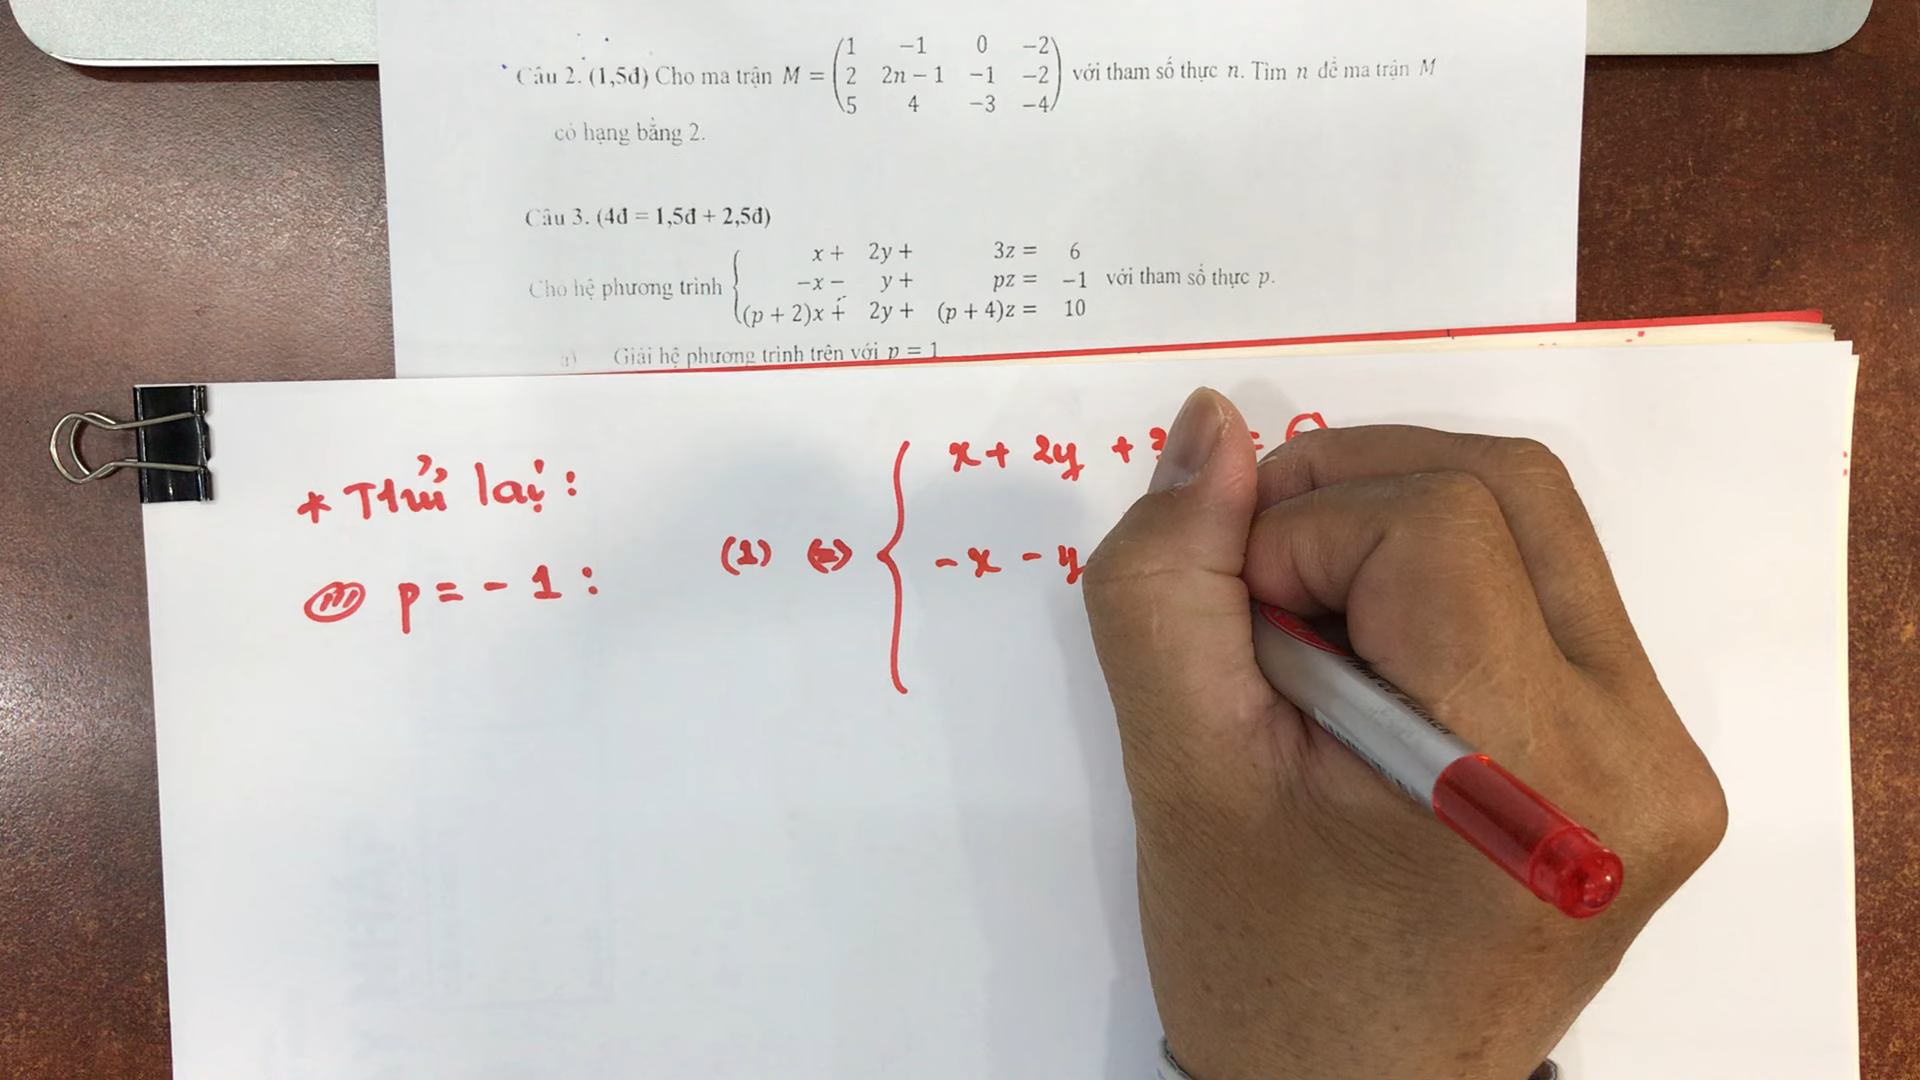 Câu 2. (1,5đ) Cho ma trận M = (1 −1 0 −2; 2 2n − 1 −1 −2; 5 4 −3 −4) với tham số thực n. Tìm n để ma trận M
có hạng bằng 2.
Câu 3. (4đ = 1,5đ + 2,5đ)
x + 2y + 3z = 6
Cho hệ phương trình { −x − y + pz = −1 với tham số thực p.
(p + 2)x + 2y + (p + 4)z = 10
a) Giải hệ phương trình trên với p = 1
* Thử lại:
x + 2y +
p = - 1 : (1) (=) {
- x - y